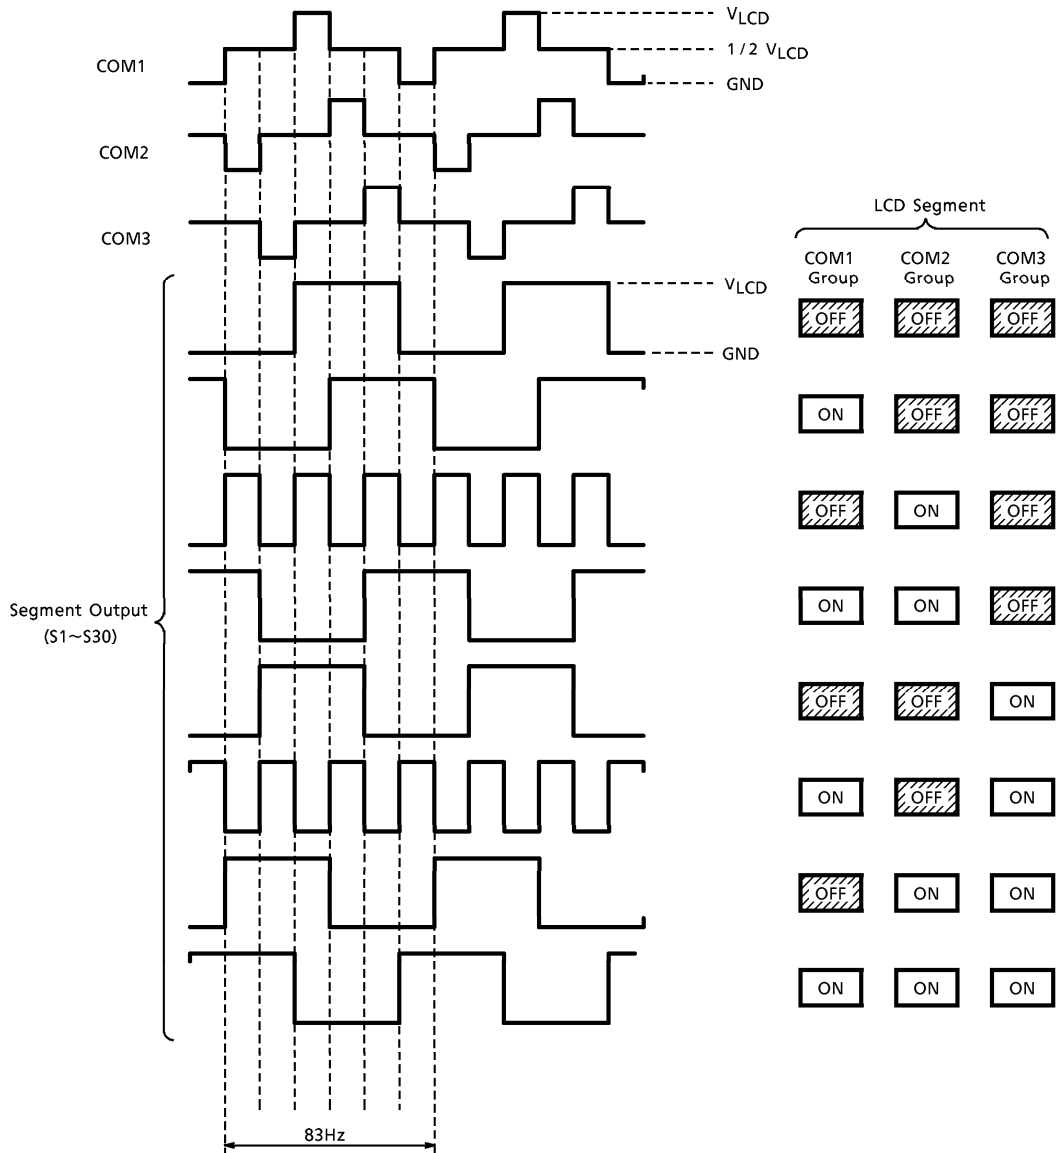 VLCD
1/2 VLCD
COM1
GND
COM2
COM3
LCD Segment
COM1 Group
COM2 Group
COM3 Group
VLCD
GND
OFF OFF OFF
ON OFF OFF
OFF ON OFF
Segment Output
(S1~S30)
ON ON OFF
OFF OFF ON
ON OFF ON
OFF ON ON
ON ON ON
83Hz